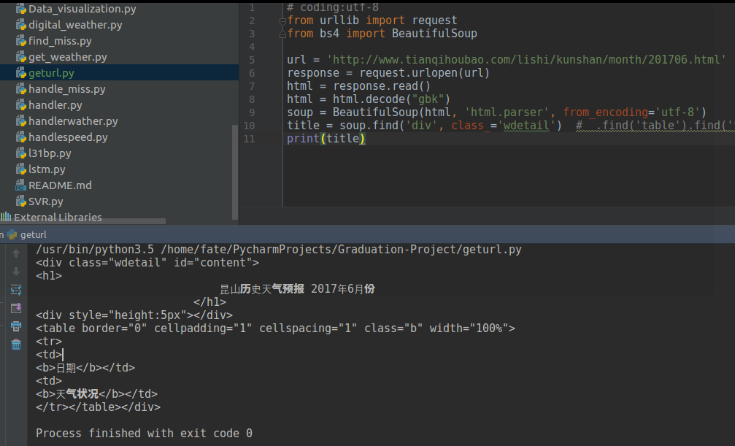 Data_visualization.py
digital_weather.py
find_miss.py
get_weather.py
geturl.py
handle_miss.py
handler.py
handlerwather.py
handlespeed.py
l31bp.py
lstm.py
README.md
SVR.py
External Libraries
1 # coding:utf-8
2 from urllib import request
3 from bs4 import BeautifulSoup
4
5 url = 'http://www.tianqihoubao.com/lishi/kunshan/month/201706.html'
6 response = request.urlopen(url)
7 html = response.read()
8 html = html.decode("gbk")
9 soup = BeautifulSoup(html, 'html.parser', from_encoding='utf-8')
10 title = soup.find('div', class_='wdetail') # .find('table').find('
11 print(title)
n geturl
/usr/bin/python3.5 /home/fate/PycharmProjects/Graduation-Project/geturl.py
<div class="wdetail" id="content">
<h1>
昆山历史天气预报 2017年6月份
</h1>
<div style="height:5px"></div>
<table border="0" cellpadding="1" cellspacing="1" class="b" width="100%">
<tr>
<td>
<b>日期</b></td>
<td>
<b>天气状况</b></td>
</tr></table></div>
Process finished with exit code 0